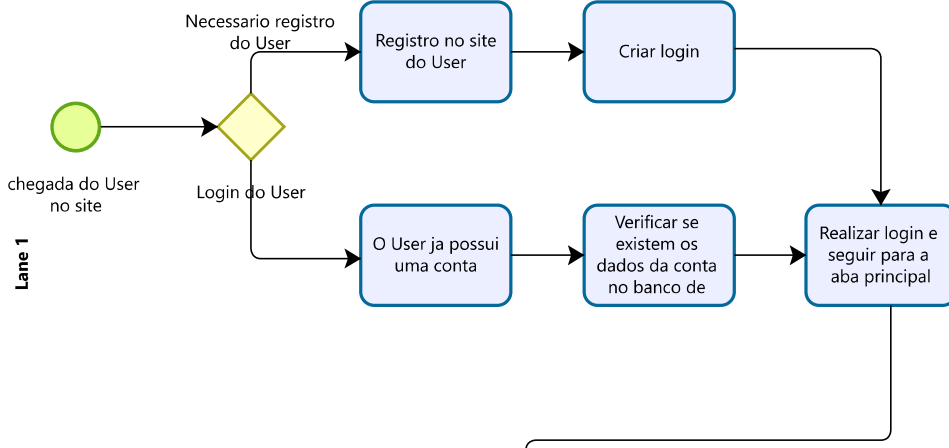 Necessario registro
do User
Registro no site
do User
Criar login
chegada do User
no site
Login do User
O User ja possui
uma conta
Verificar se
existem os
dados da conta
no banco de
Realizar login e
seguir para a
aba principal
Lane 1